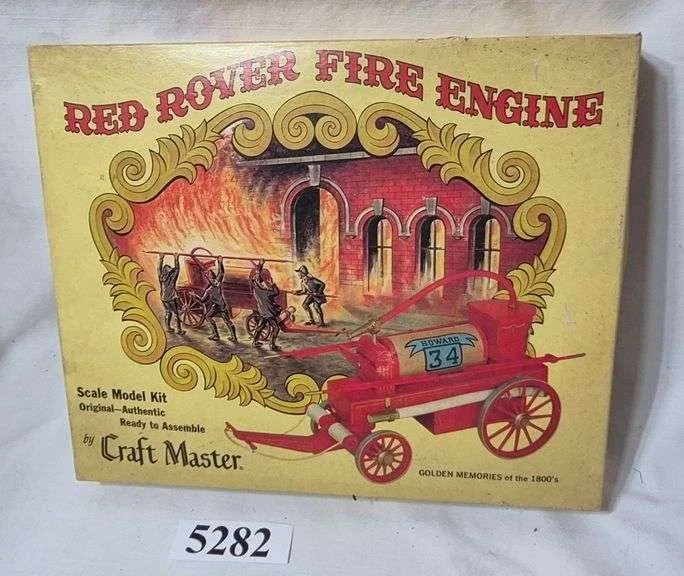 RED ROVER FIRE ENGINE
HOWARD
34
Scale Model Kit
Original—Authentic
Ready to Assemble
by Craft Master®
GOLDEN MEMORIES of the 1800's
5282